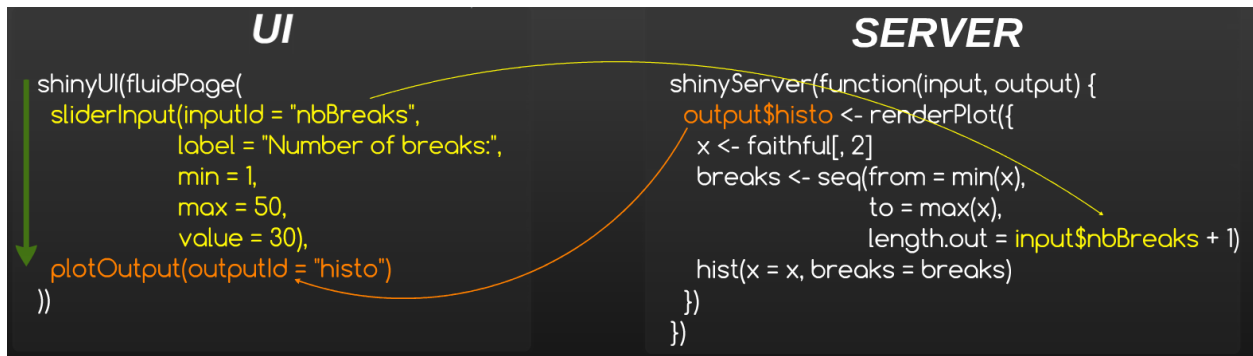 UI
shinyUI(fluidPage(
sliderInput(inputId = "nbBreaks",
label = "Number of breaks:",
min = 1,
max = 50,
value = 30),
plotOutput(outputId = "histo")
))
SERVER
shinyServer(function(input, output) {
output$histo <- renderPlot({
x <- faithful[, 2]
breaks <- seq(from = min(x),
to = max(x),
length.out = input$nbBreaks + 1)
hist(x = x, breaks = breaks)
})
})